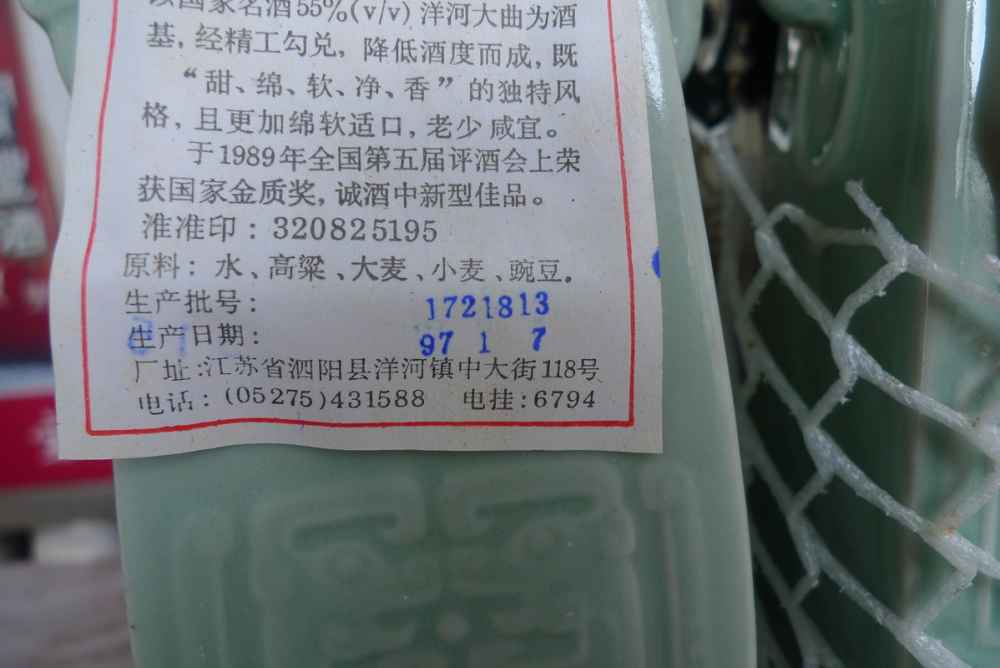 该国家名酒55%(v/v)洋河大曲为酒
基,经精工勾兑,降低酒度而成,既
“甜、绵、软、净、香”的独特风
格,且更加绵软适口,老少咸宜。
于1989年全国第五届评酒会上荣
获国家金质奖,诚酒中新型佳品。
淮准印:320825195
原料:水、高粱、大麦、小麦、豌豆.
生产批号: 1721813
生产日期: 97 1 7
厂址:江苏省泗阳县洋河镇中大街118号
电话:(05275)431588 电挂:6794